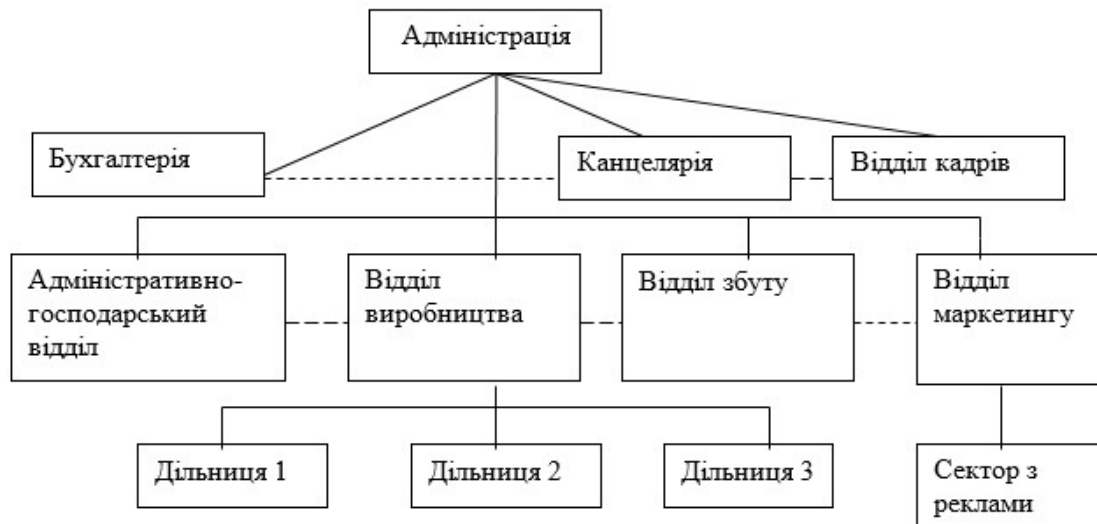 Адміністрація
Бухгалтерія
Канцелярія
Відділ кадрів
Адміністративно-
господарський
відділ
Відділ
виробництва
Відділ збуту
Відділ
маркетингу
Дільниця 1
Дільниця 2
Дільниця 3
Сектор з
реклами